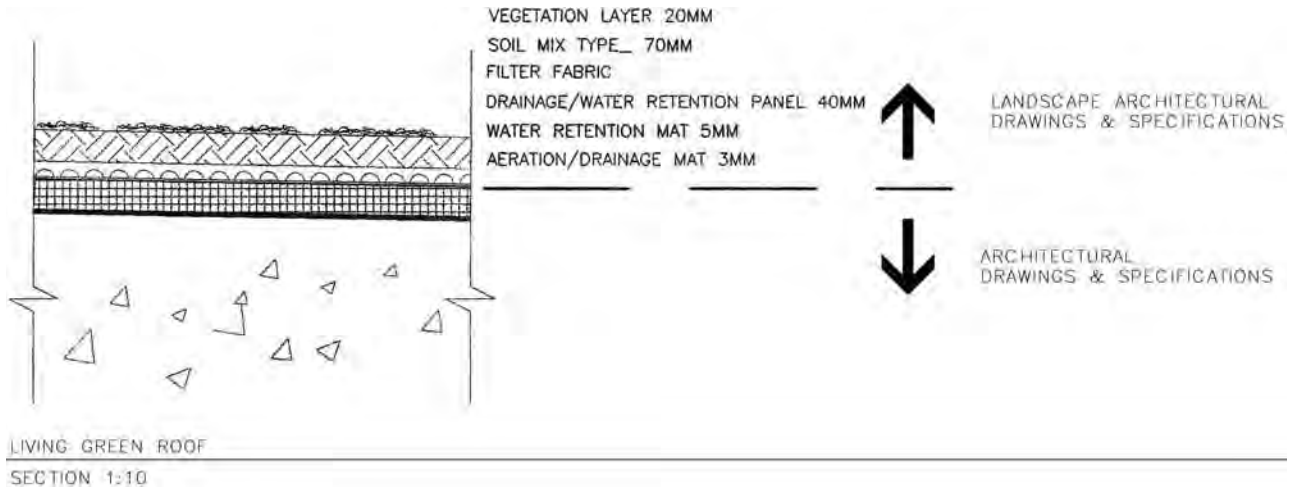 VEGETATION LAYER 20MM
SOIL MIX TYPE_ 70MM
FILTER FABRIC
DRAINAGE/WATER RETENTION PANEL 40MM
WATER RETENTION MAT 5MM
AERATION/DRAINAGE MAT 3MM
LANDSCAPE ARCHITECTURAL
DRAWINGS & SPECIFICATIONS
ARCHITECTURAL
DRAWINGS & SPECIFICATIONS
LIVING GREEN ROOF
SECTION 1:10